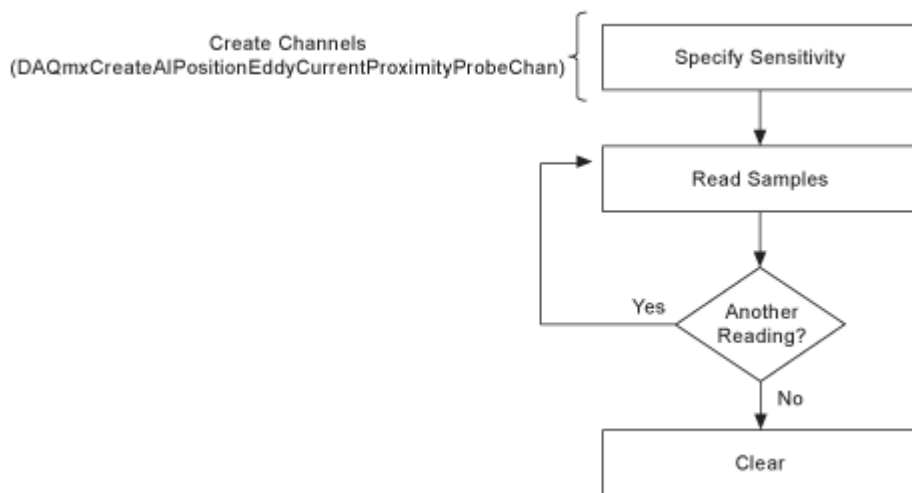 Create Channels
(DAQmxCreateAIPositionEddyCurrentProximityProbeChan)
Specify Sensitivity
Read Samples
Yes
Another
Reading?
No
Clear